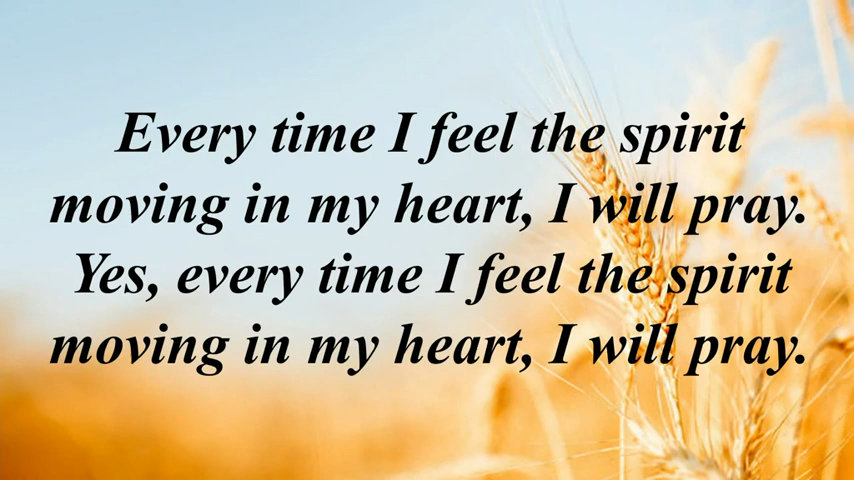 Every time I feel the spirit
moving in my heart, I will pray.
Yes, every time I feel the spirit
moving in my heart, I will pray.